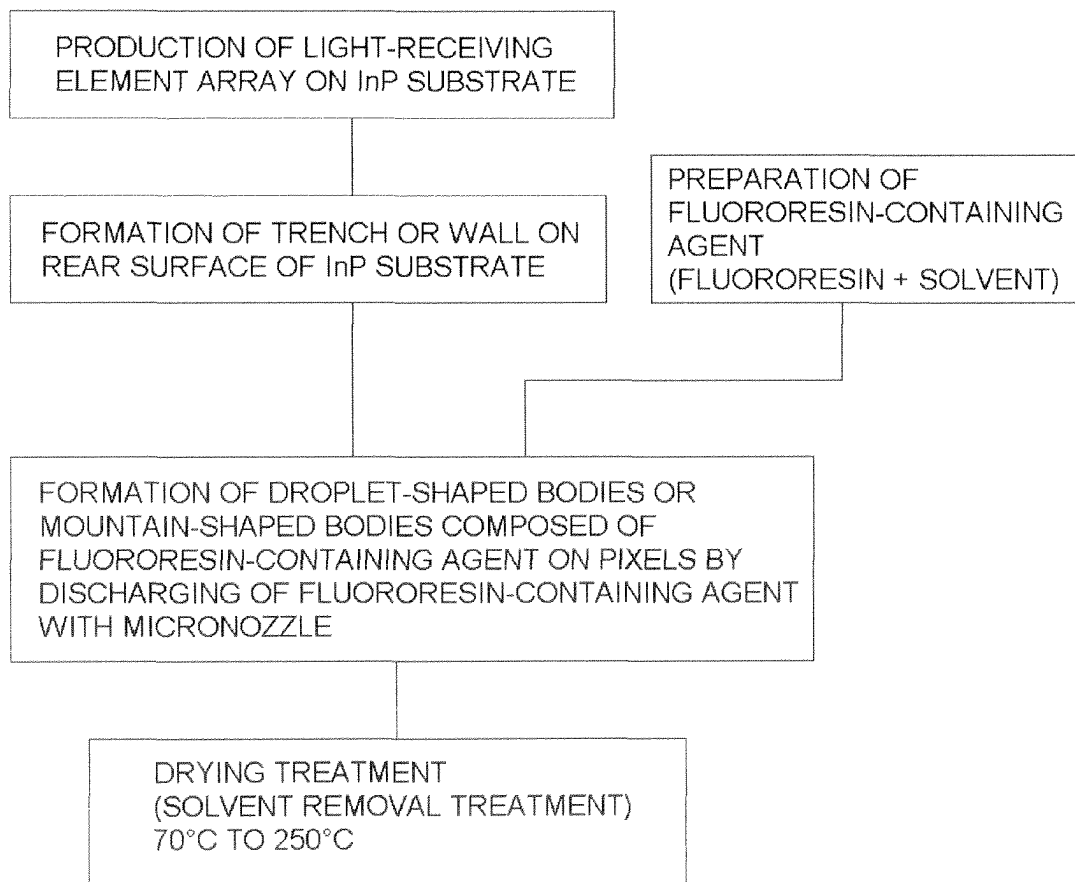 PRODUCTION OF LIGHT-RECEIVING
ELEMENT ARRAY ON InP SUBSTRATE
FORMATION OF TRENCH OR WALL ON
REAR SURFACE OF InP SUBSTRATE
PREPARATION OF
FLUORORESIN-CONTAINING
AGENT
(FLUORORESIN + SOLVENT)
FORMATION OF DROPLET-SHAPED BODIES OR
MOUNTAIN-SHAPED BODIES COMPOSED OF
FLUORORESIN-CONTAINING AGENT ON PIXELS BY
DISCHARGING OF FLUORORESIN-CONTAINING AGENT
WITH MICRONOZZLE
DRYING TREATMENT
(SOLVENT REMOVAL TREATMENT)
70°C TO 250°C